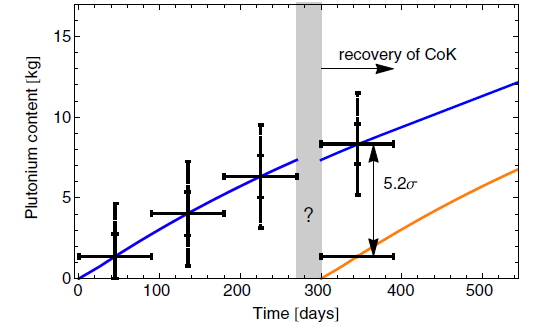 Plutonium content [kg]
15
10
5
0
recovery of CoK
5.2σ
?
0 100 200 300 400 500
Time [days]